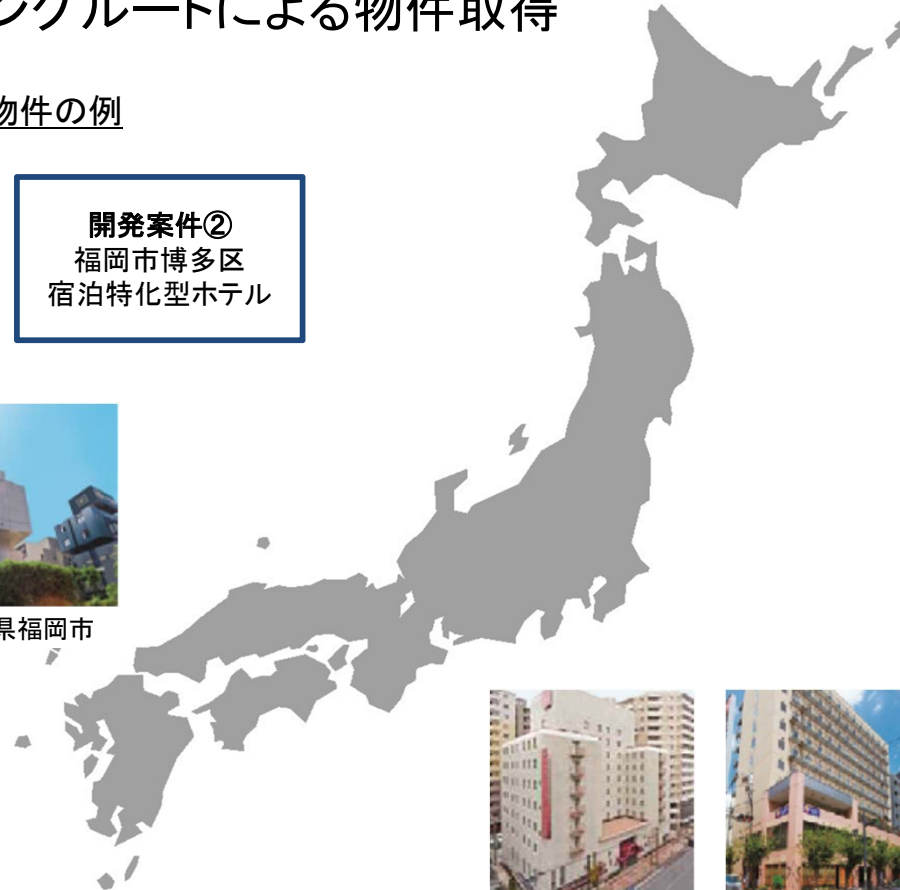 ングルートによる物件取得
物件の例
開発案件②
福岡市博多区
宿泊特化型ホテル
県福岡市